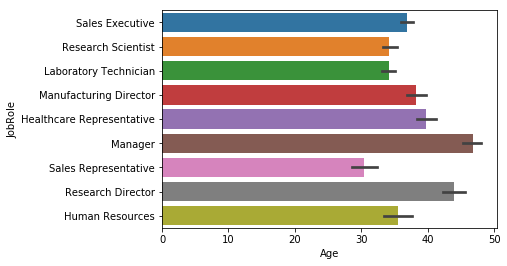 Sales Executive
Research Scientist
Laboratory Technician
Manufacturing Director
Healthcare Representative
Manager
Sales Representative
Research Director
Human Resources
JobRole
0 10 20 30 40 50
Age